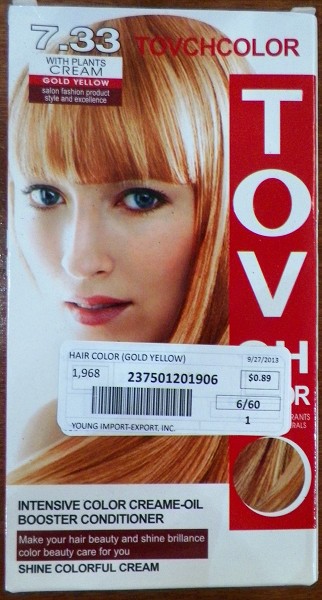 7.33
WITH PLANTS
CREAM
GOLD YELLOW
salon fashion product
style and excellence
TOVCHCOLOR
T
O
V
CH
OR
O
HAIR COLOR (GOLD YELLOW)
9/27/2013
1,968
237501201906
$0.89
6/60
1
YOUNG IMPORT-EXPORT, INC.
INTENSIVE COLOR CREAME-OIL
BOOSTER CONDITIONER
Make your hair beauty and shine brillance
color beauty care for you
SHINE COLORFUL CREAM